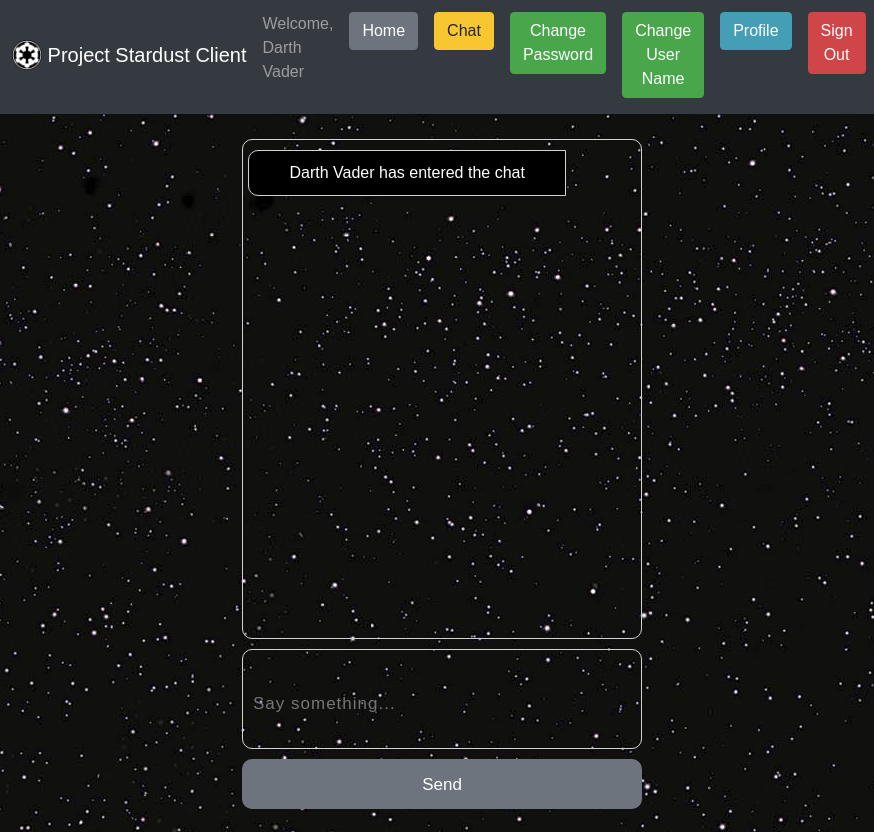 Project Stardust Client
Welcome,
Darth
Vader
Home
Chat
Change
Password
Change
User
Name
Profile
Sign
Out
Darth Vader has entered the chat
Say something...
Send